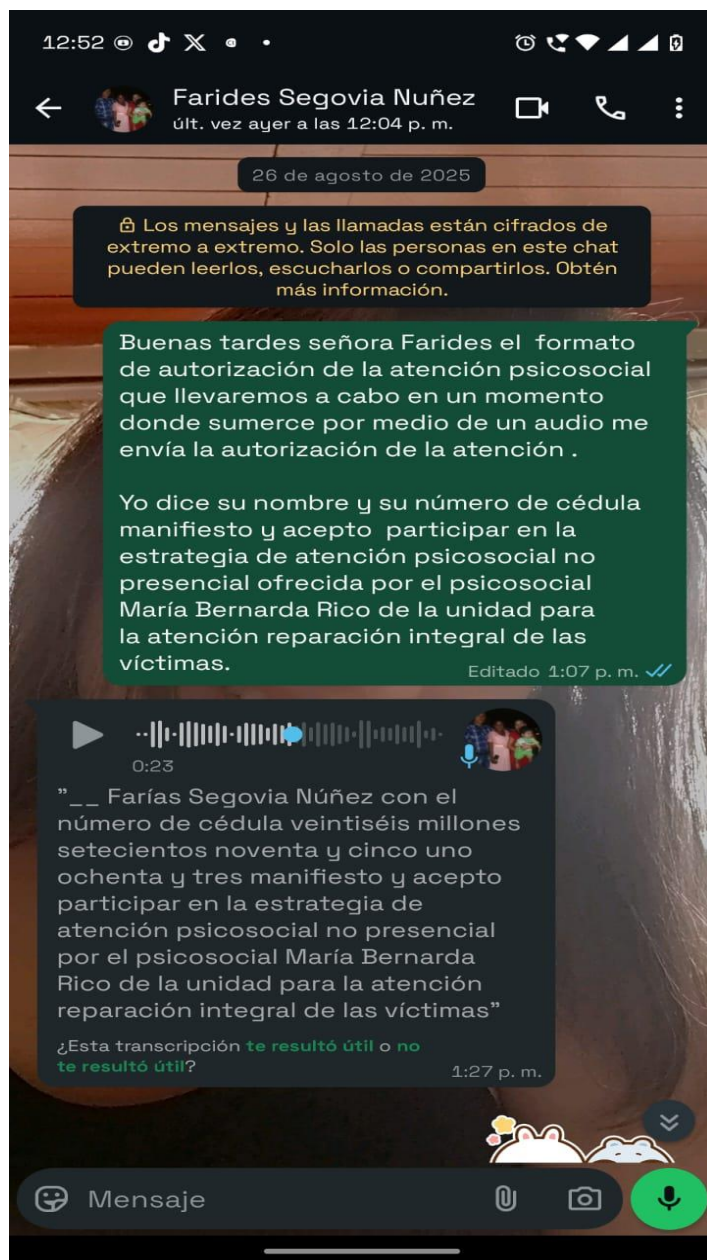 12:52
Farides Segovia Nuñez
últ. vez ayer a las 12:04 p. m.
26 de agosto de 2025
Los mensajes y las llamadas están cifrados de
extremo a extremo. Solo las personas en este chat
pueden leerlos, escucharlos o compartirlos. Obtén
más información.
Buenas tardes señora Farides el formato
de autorización de la atención psicosocial
que llevaremos a cabo en un momento
donde sumerce por medio de un audio me
envía la autorización de la atención .
Yo dice su nombre y su número de cédula
manifiesto y acepto participar en la
estrategia de atención psicosocial no
presencial ofrecida por el psicosocial
María Bernarda Rico de la unidad para
la atención reparación integral de las
víctimas.
Editado 1:07 p. m.
0:23
"__ Farías Segovia Núñez con el
número de cédula veintiséis millones
setecientos noventa y cinco uno
ochenta y tres manifiesto y acepto
participar en la estrategia de
atención psicosocial no presencial
por el psicosocial María Bernarda
Rico de la unidad para la atención
reparación integral de las víctimas"
¿Esta transcripción te resultó útil o no
te resultó útil?
1:27 p. m.
Mensaje